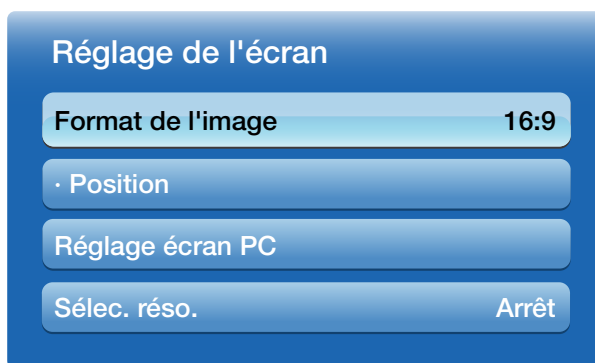 Réglage de l'écran
Format de l'image 16:9
· Position
Réglage écran PC
Sélec. réso. Arrêt